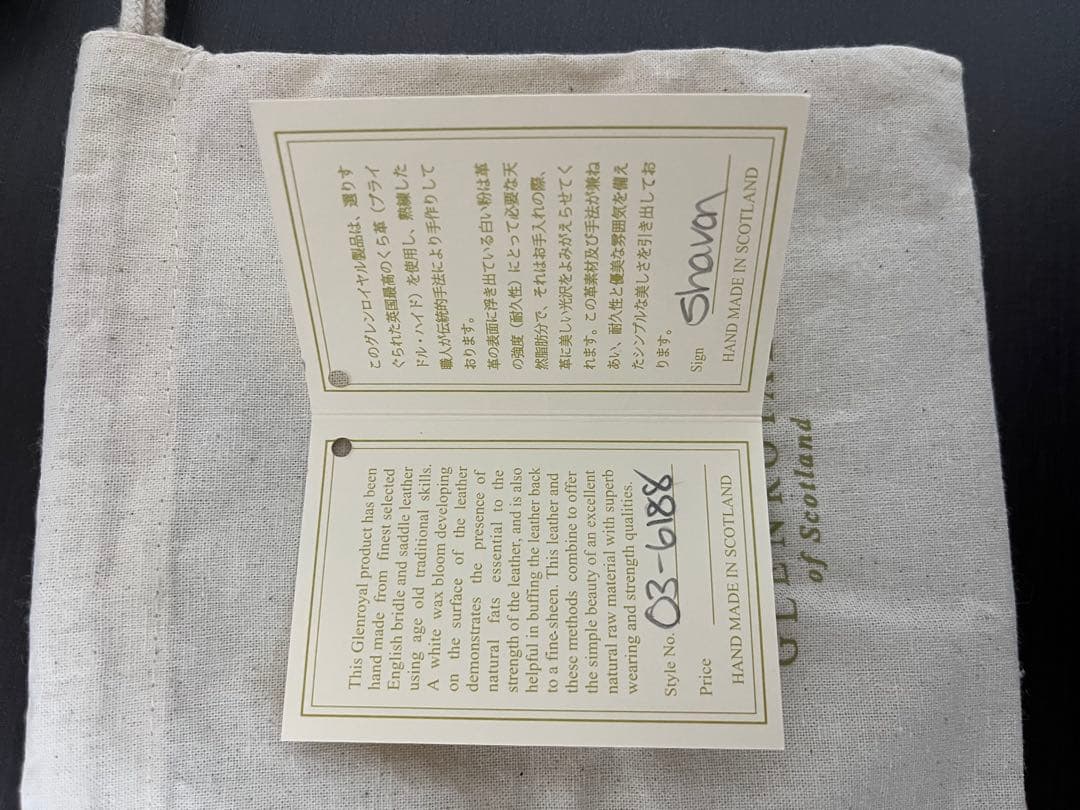 This Glenroyal product has been
hand made from finest selected
English bridle and saddle leather
using age old traditional skills.
A white wax bloom developing
on the surface of the leather
demonstrates the presence of
natural fats essential to the
strength of the leather, and is also
helpful in buffing the leather back
to a fine-sheen. This leather and
these methods combine to offer
the simple beauty of an excellent
natural raw material with superb
wearing and strength qualities.
Style No. 03-6188
Price
HAND MADE IN SCOTLAND
このグレンロイヤル製品は、選りす
ぐられた英国最高のくら革（ブライ
ドル・ハイド）を使用し、熟練した
職人が伝統的手法により手作りして
おります。
革の表面に浮き出ている白い粉は革
の強度（耐久性）にとって必要な天
然脂肪分で、それはお手入れの際、
革に美しい光沢をよみがえらせてく
れます。この革素材及び手法が兼ね
あい、耐久性と優美な雰囲気を備え
たシンプルな美しさを引き出してお
ります。
Sign Shavan
HAND MADE IN SCOTLAND
of Scotland